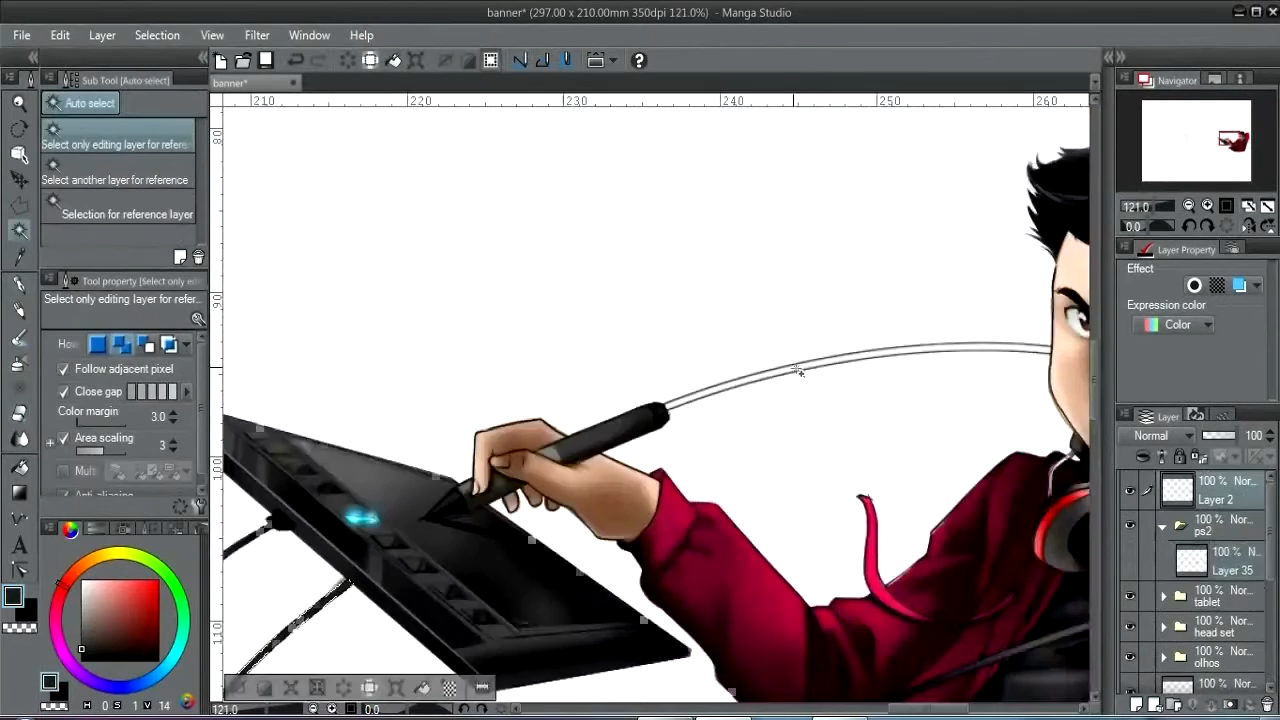 banner* (297.00 x 210.00mm 350dpi 121.0%) - Manga Studio
File Edit Layer Selection View Filter Window Help
Sub Tool [Auto select]
banner*
Navigator
Auto select
210 220 230 240 250 260
Select only editing layer for refere
Select another layer for reference
Selection for reference layer
80
90
100
110
121.0
0.0
Layer Property
Effect
Expression color
Color
Tool property [Select only edi
Select only editing layer for refer...
How
Follow adjacent pixel
Close gap
Color margin
3.0
Area scaling
3
Mult
Layer
Normal 100
100 % Nor...
Layer 2
100 % Nor...
ps2
100 % N...
Layer 35
100 % Nor...
tablet
100 % Nor...
head set
100 % Nor...
olhos
100 % Nor...
H 0 S 1 V 14
121.0 0.0